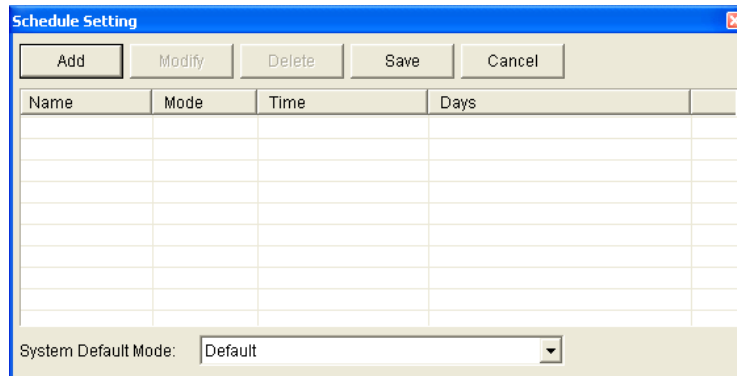 Schedule Setting
Add Modify Delete Save Cancel
Name Mode Time Days
System Default Mode: Default